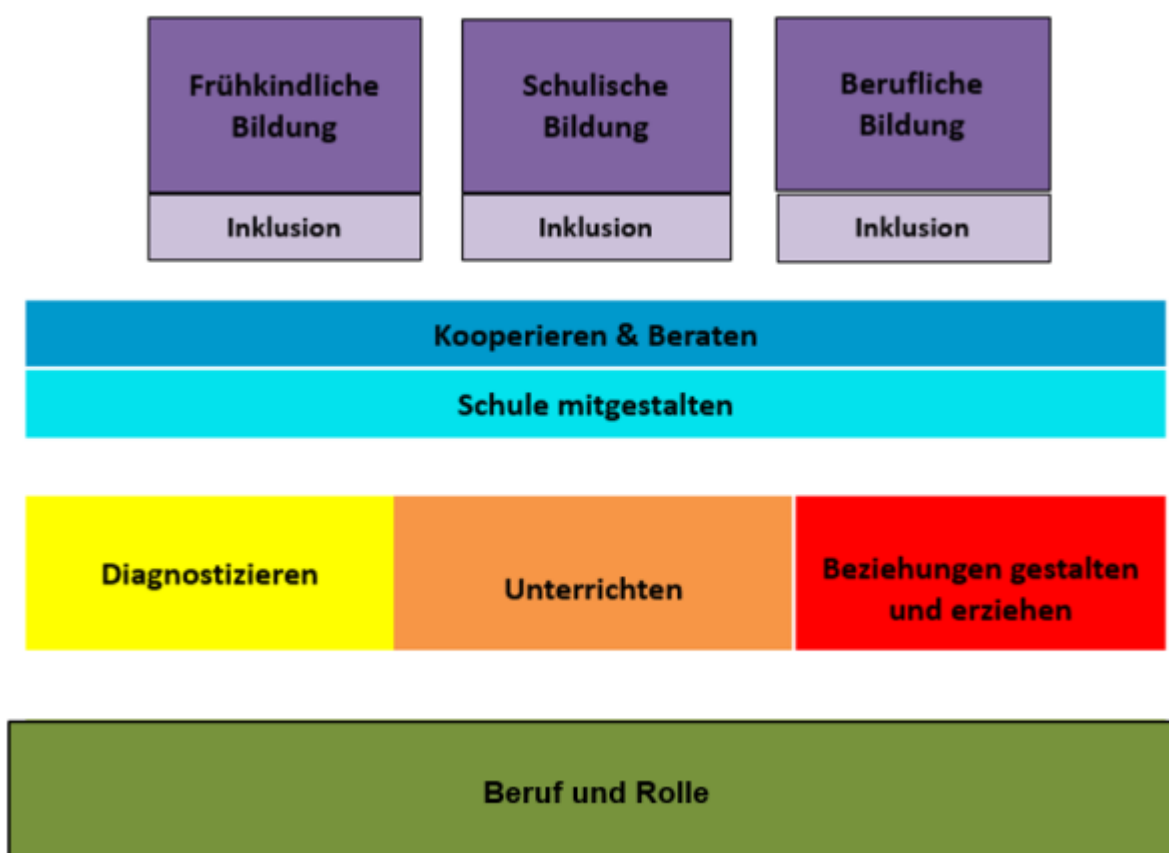 Frühkindliche
Bildung
Inklusion
Schulische
Bildung
Inklusion
Berufliche
Bildung
Inklusion
Kooperieren & Beraten
Schule mitgestalten
Diagnostizieren
Unterrichten
Beziehungen gestalten
und erziehen
Beruf und Rolle